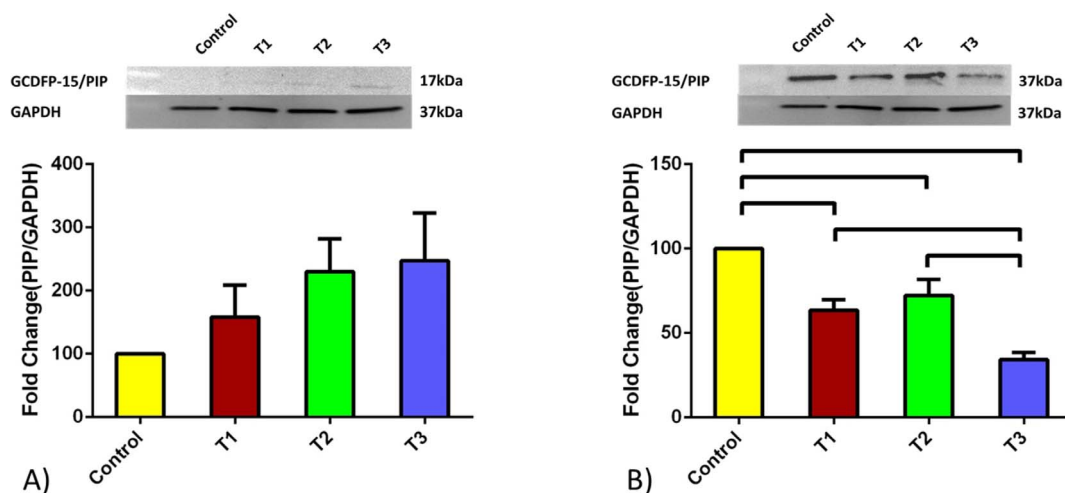 Control T1 T2 T3
GCDFP-15/PIP 17kDa
GAPDH 37kDa
Fold Change(PIP/GAPDH)
400
300
200
100
0
Control T1 T2 T3
A)
Control T1 T2 T3
GCDFP-15/PIP 37kDa
GAPDH 37kDa
Fold Change(PIP/GAPDH)
150
100
50
0
Control T1 T2 T3
B)